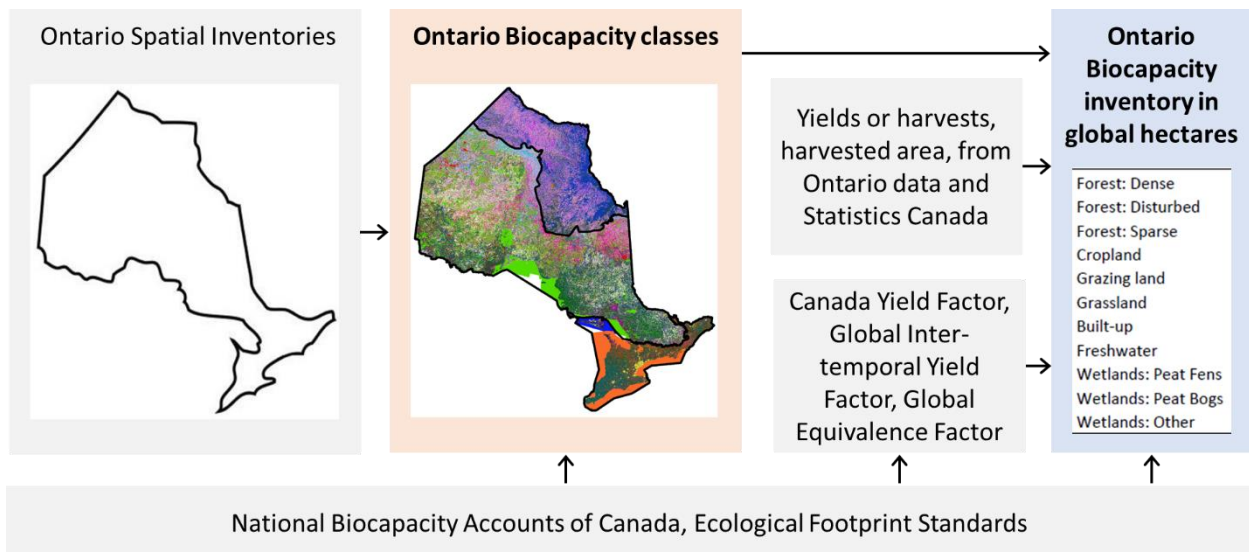 Ontario Spatial Inventories
Ontario Biocapacity classes
Yields or harvests,
harvested area, from
Ontario data and
Statistics Canada
Canada Yield Factor,
Global Inter-
temporal Yield
Factor, Global
Equivalence Factor
Ontario
Biocapacity
inventory in
global hectares
Forest: Dense
Forest: Disturbed
Forest: Sparse
Cropland
Grazing land
Grassland
Built-up
Freshwater
Wetlands: Peat Fens
Wetlands: Peat Bogs
Wetlands: Other
National Biocapacity Accounts of Canada, Ecological Footprint Standards